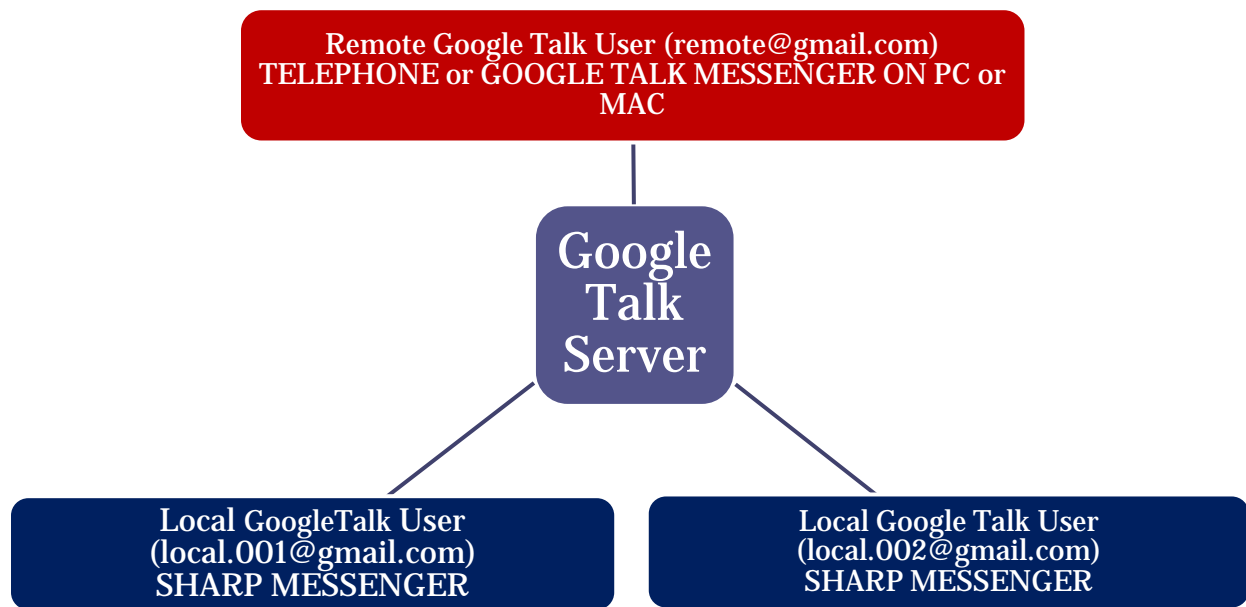 Remote Google Talk User (remote@gmail.com)
TELEPHONE or GOOGLE TALK MESSENGER ON PC or
MAC
Google
Talk
Server
Local GoogleTalk User
(local.001@gmail.com)
SHARP MESSENGER
Local Google Talk User
(local.002@gmail.com)
SHARP MESSENGER